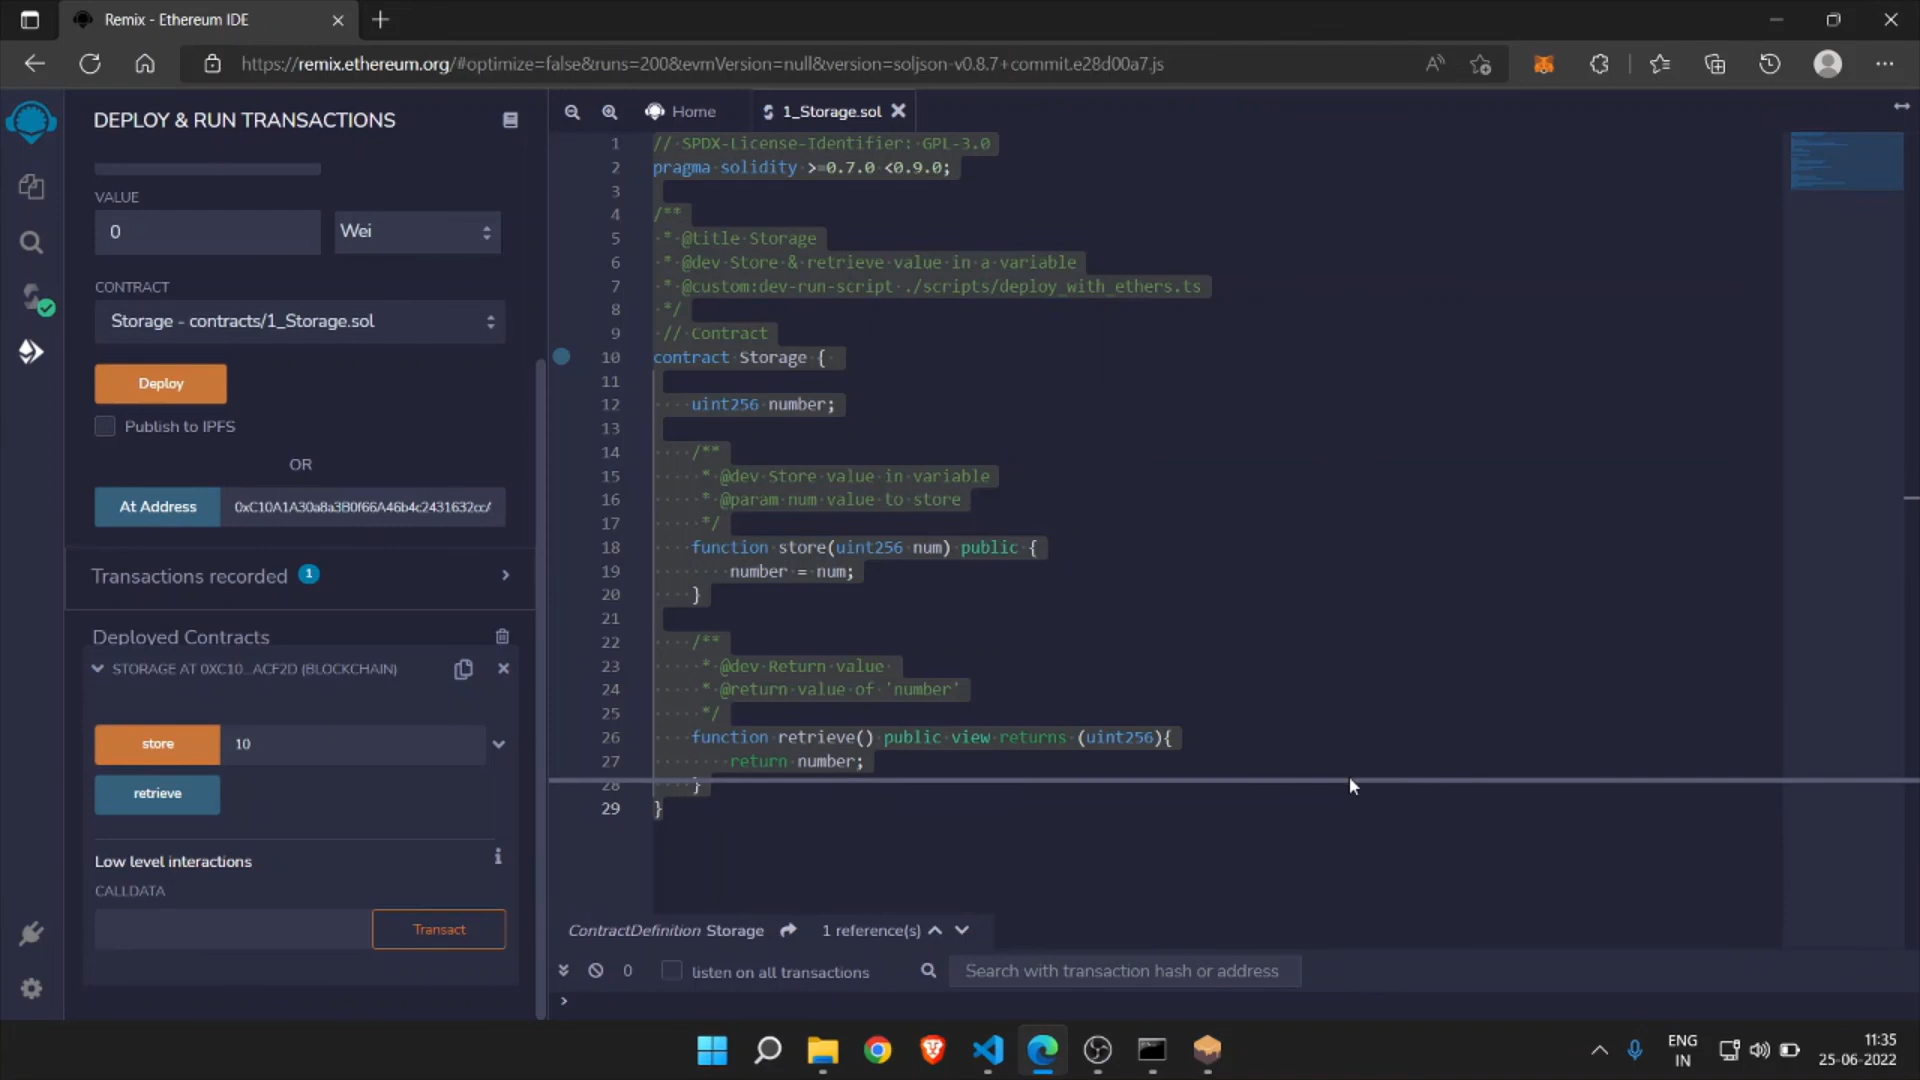 Remix - Ethereum IDE
https://remix.ethereum.org/#optimize=false&runs=200&evmVersion=null&version=soljson-v0.8.7+commit.e28d00a7.js
DEPLOY & RUN TRANSACTIONS
VALUE
0
Wei
CONTRACT
Storage - contracts/1_Storage.sol
Deploy
Publish to IPFS
OR
At Address
Transactions recorded 1
Deployed Contracts
STORAGE AT 0XC10...ACF2D (BLOCKCHAIN)
store
10
retrieve
Low level interactions
CALLDATA
Transact
Home
1_Storage.sol
1 // SPDX-License-Identifier: GPL-3.0
2 pragma solidity >=0.7.0 <0.9.0;
3
4 /**
5 * @title Storage
6 * @dev Store & retrieve value in a variable
7 * @custom:dev-run-script ./scripts/deploy_with_ethers.ts
8 */
9 // Contract
10 contract Storage {
11
12 uint256 number;
13
14 /**
15 * @dev Store value in variable
16 * @param num value to store
17 */
18 function store(uint256 num) public {
19 number = num;
20 }
21
22 /**
23 * @dev Return value
24 * @return value of 'number'
25 */
26 function retrieve() public view returns (uint256){
27 return number;
28 }
29 }
ContractDefinition Storage
1 reference(s)
0
listen on all transactions
Search with transaction hash or address
>
ENG
IN
11:35
25-06-2022